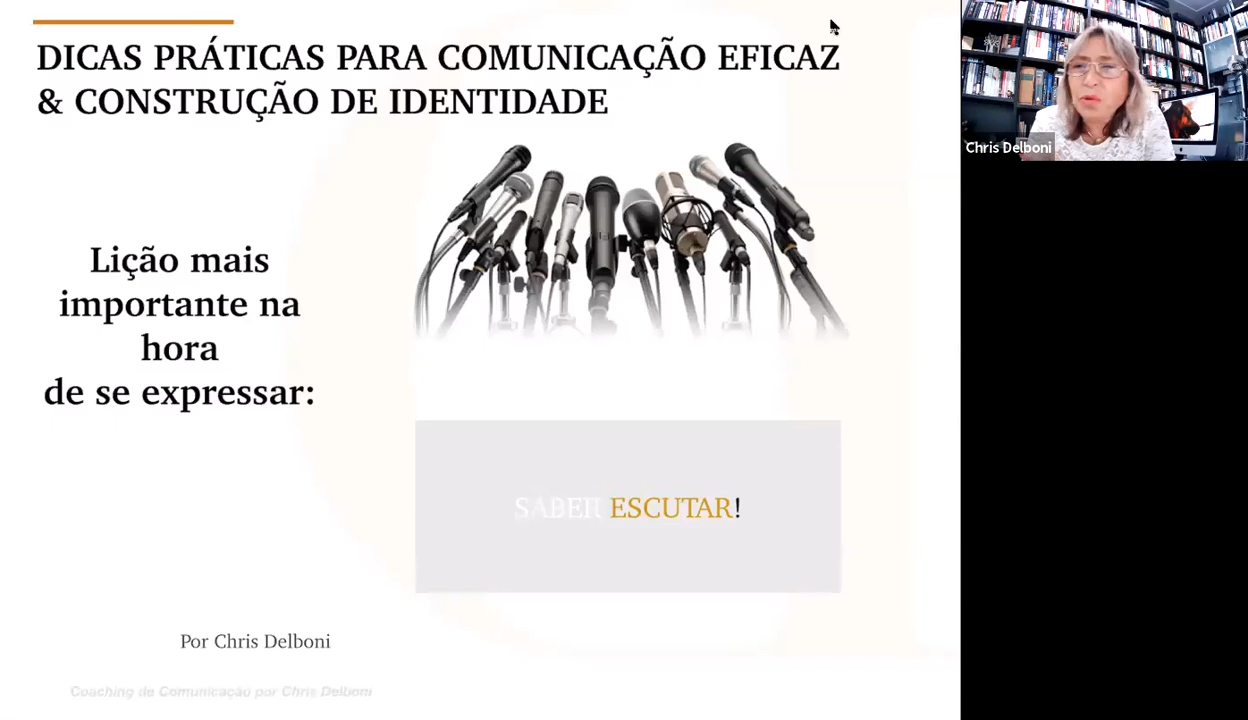 DICAS PRÁTICAS PARA COMUNICAÇÃO EFICAZ
& CONSTRUÇÃO DE IDENTIDADE
Lição mais
importante na
hora
de se expressar:
SABER ESCUTAR!
Por Chris Delboni
Coaching de Comunicação por Chris Delboni
Chris Delboni